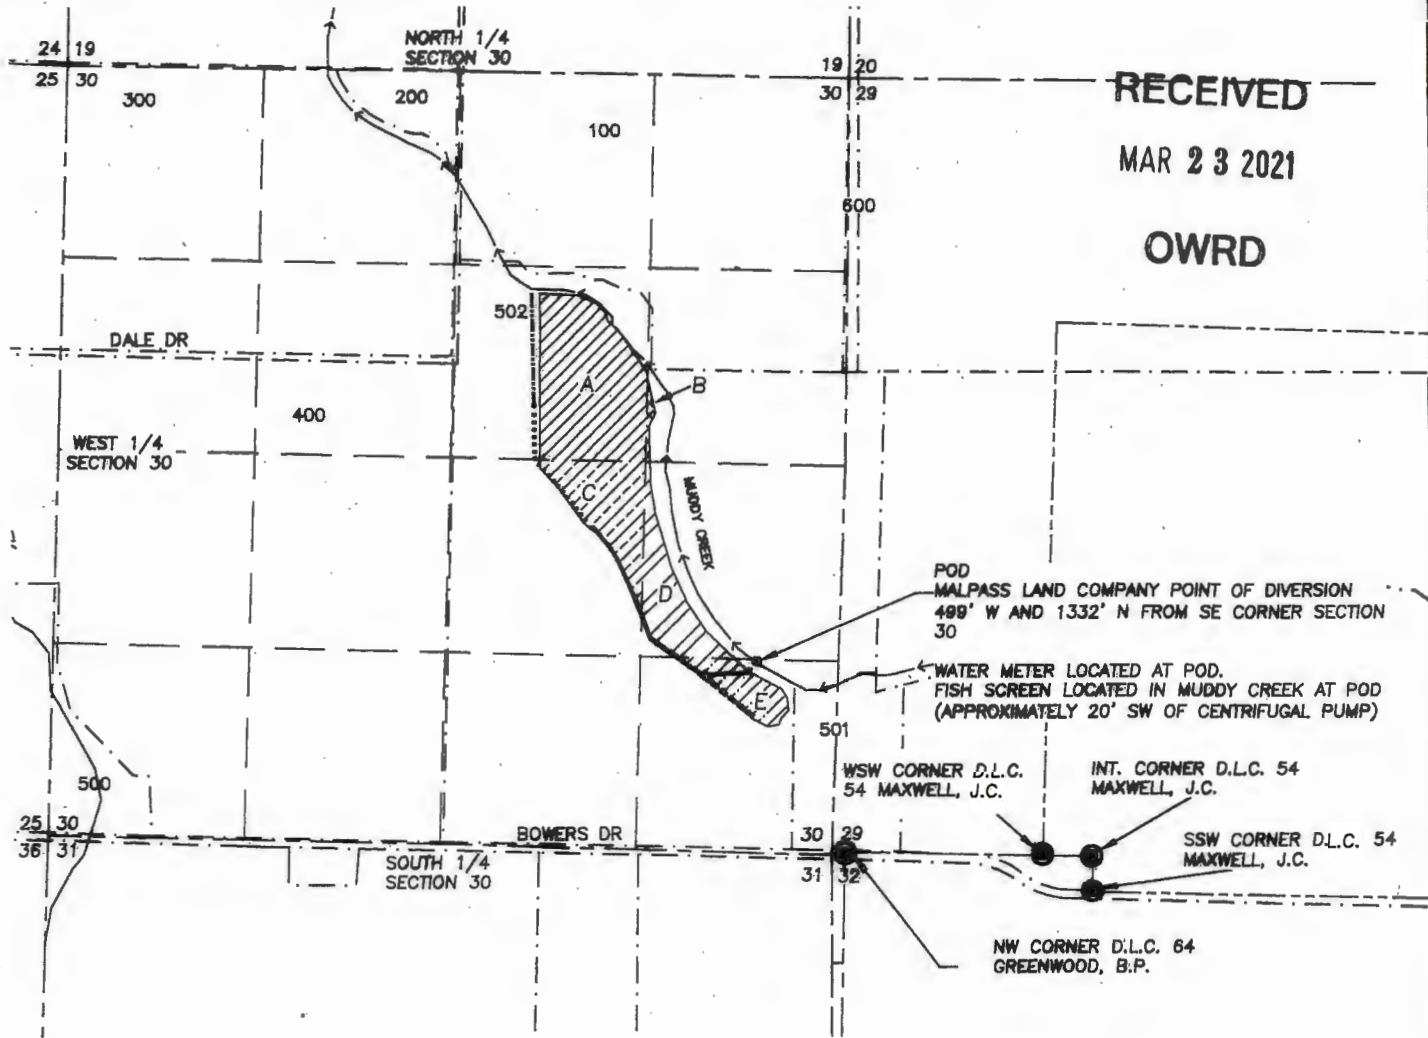 NORTH 1/4
SECTION 30
24 19
25 30
19 20
30 29
300
200
100
RECEIVED
MAR 23 2021
OWRD
600
502
DALE DR
A
B
400
WEST 1/4
SECTION 30
C
MUDDY CREEK
D
POD
MALPASS LAND COMPANY POINT OF DIVERSION
499' W AND 1332' N FROM SE CORNER SECTION
30
WATER METER LOCATED AT POD.
FISH SCREEN LOCATED IN MUDDY CREEK AT POD
(APPROXIMATELY 20' SW OF CENTRIFUGAL PUMP)
E
501
500
WSW CORNER D.L.C.
54 MAXWELL, J.C.
INT. CORNER D.L.C. 54
MAXWELL, J.C.
SSW CORNER D.L.C. 54
MAXWELL, J.C.
25 30
36 31
BOWERS DR
30 29
31 32
SOUTH 1/4
SECTION 30
NW CORNER D.L.C. 64
GREENWOOD, B.P.